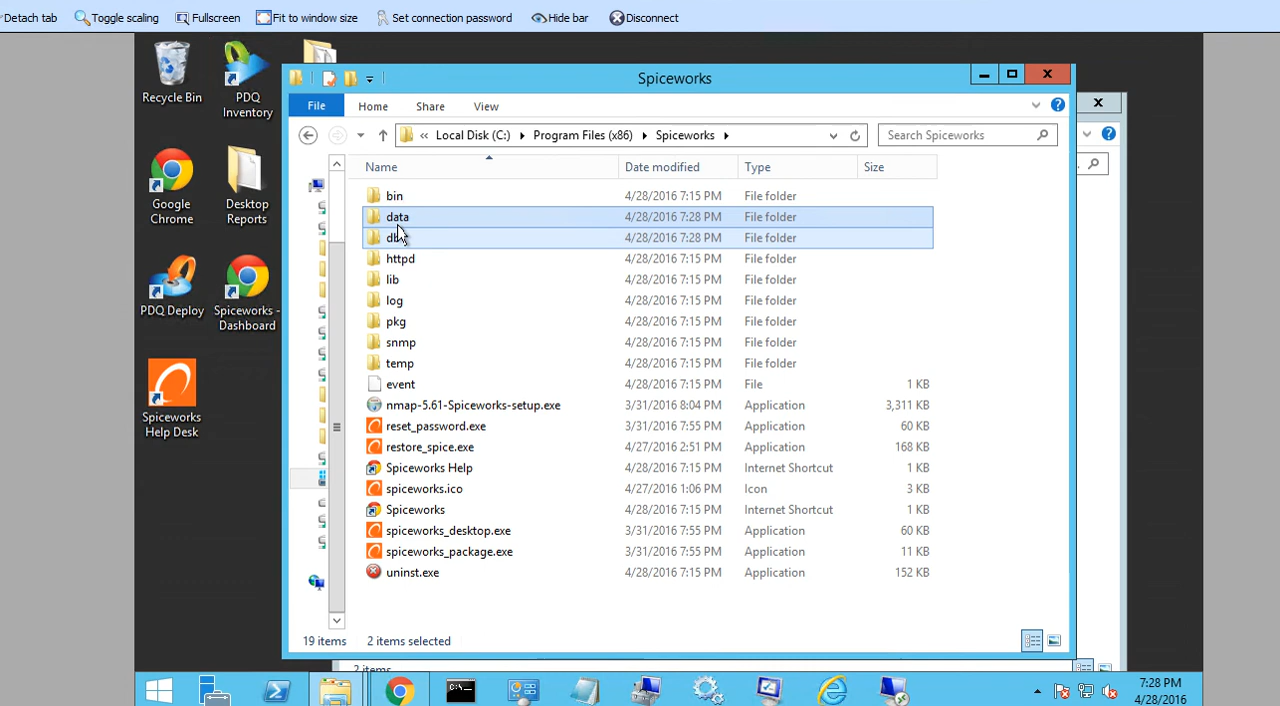 Detach tab Toggle scaling Fullscreen Fit to window size Set connection password Hide bar Disconnect
Recycle Bin
PDQ Inventory
Google Chrome
Desktop Reports
PDQ Deploy
Spiceworks - Dashboard
Spiceworks Help Desk
Spiceworks
File Home Share View
« Local Disk (C:) Program Files (x86) Spiceworks
Search Spiceworks
Name Date modified Type Size
bin 4/28/2016 7:15 PM File folder
data 4/28/2016 7:28 PM File folder
db 4/28/2016 7:28 PM File folder
httpd 4/28/2016 7:15 PM File folder
lib 4/28/2016 7:15 PM File folder
log 4/28/2016 7:15 PM File folder
pkg 4/28/2016 7:15 PM File folder
snmp 4/28/2016 7:15 PM File folder
temp 4/28/2016 7:15 PM File folder
event 4/28/2016 7:15 PM File 1 KB
nmap-5.61-Spiceworks-setup.exe 3/31/2016 8:04 PM Application 3,311 KB
reset_password.exe 3/31/2016 7:55 PM Application 60 KB
restore_spice.exe 4/27/2016 2:51 PM Application 168 KB
Spiceworks Help 4/28/2016 7:15 PM Internet Shortcut 1 KB
spiceworks.ico 4/27/2016 1:06 PM Icon 3 KB
Spiceworks 4/28/2016 7:15 PM Internet Shortcut 1 KB
spiceworks_desktop.exe 3/31/2016 7:55 PM Application 60 KB
spiceworks_package.exe 3/31/2016 7:55 PM Application 11 KB
uninst.exe 4/28/2016 7:15 PM Application 152 KB
19 items 2 items selected
2 items
7:28 PM
4/28/2016